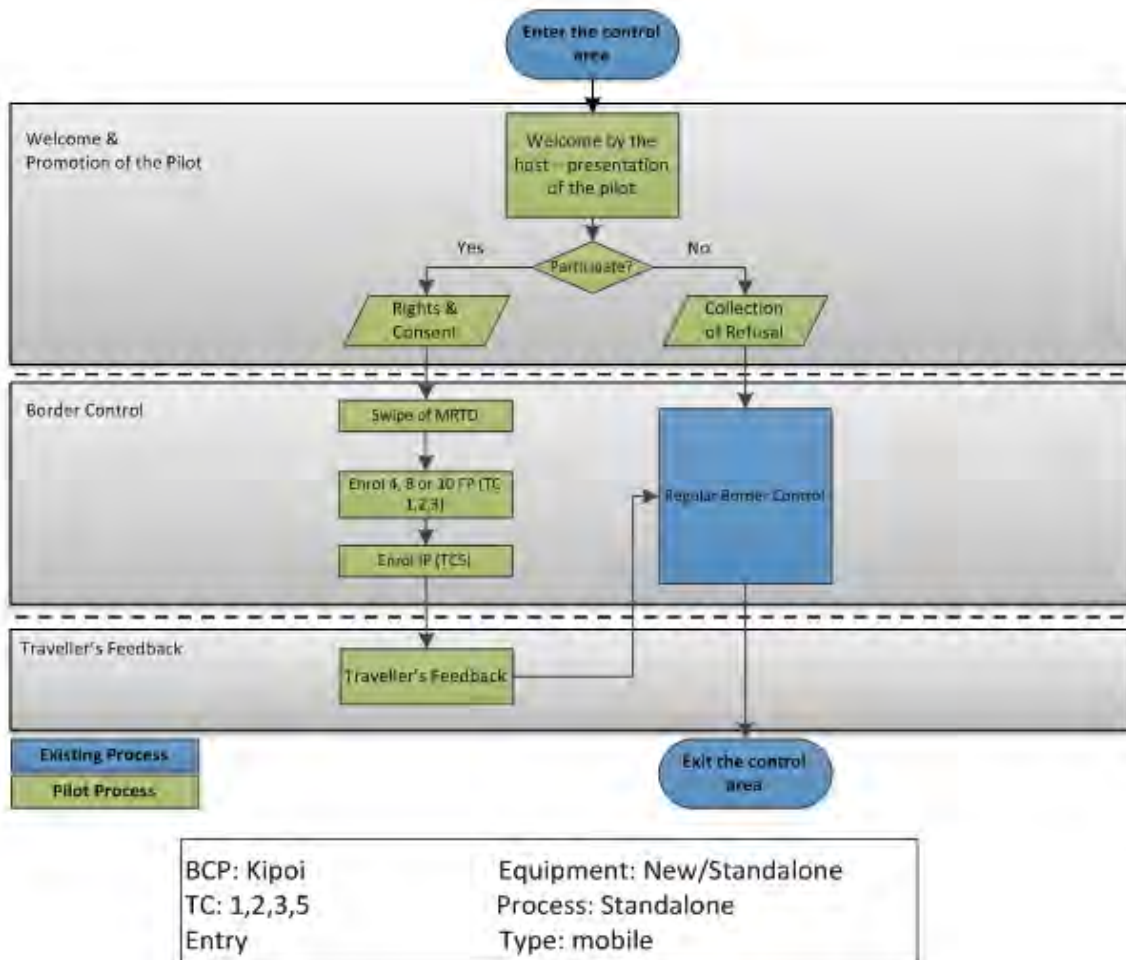 Enter the control
area
Welcome &
Promotion of the Pilot
Welcome by the
host – presentation
of the pilot
Yes
No
Participate?
Rights &
Consent
Collection
of Refusal
Border Control
Swipe of MRTD
Enrol 4, 8 or 10 FP (TC
1,2,3)
Regular Border Control
Enrol IP (TC5)
Traveller's Feedback
Traveller's Feedback
Existing Process
Pilot Process
Exit the control
area
BCP: Kipoi
Equipment: New/Standalone
TC: 1,2,3,5
Process: Standalone
Entry
Type: mobile